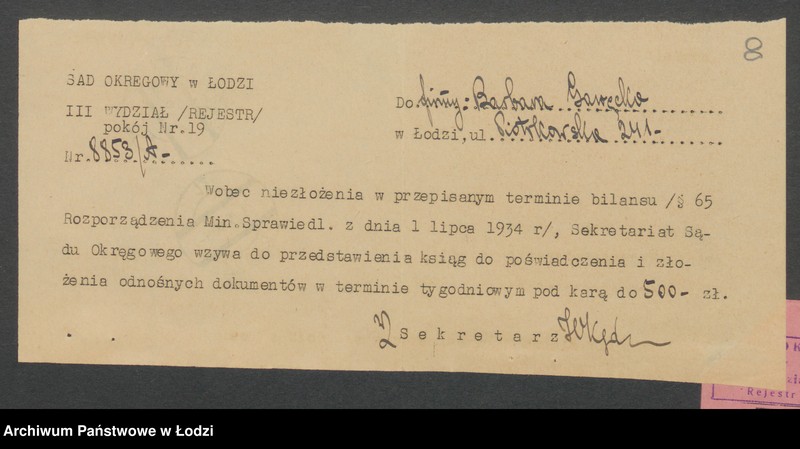 8
SAD OKREGOWY w ŁODZI
III WYDZIAŁ /REJESTR/
pokój Nr.19
Nr. 8853/A-
Do firmy: Barbara Gawęcka
w Łodzi, ul. Piotrkowska 241-
Wobec niezłożenia w przepisanym terminie bilansu /§ 65
Rozporządzenia Min.Sprawiedl. z dnia 1 lipca 1934 r/, Sekretariat Są-
du Okręgowego wzywa do przedstawienia ksiąg do poświadczenia i zło-
żenia odnośnych dokumentów w terminie tygodniowym pod karą do 500- zł.
Sekretarz
Rejestr
Archiwum Państwowe w Łodzi